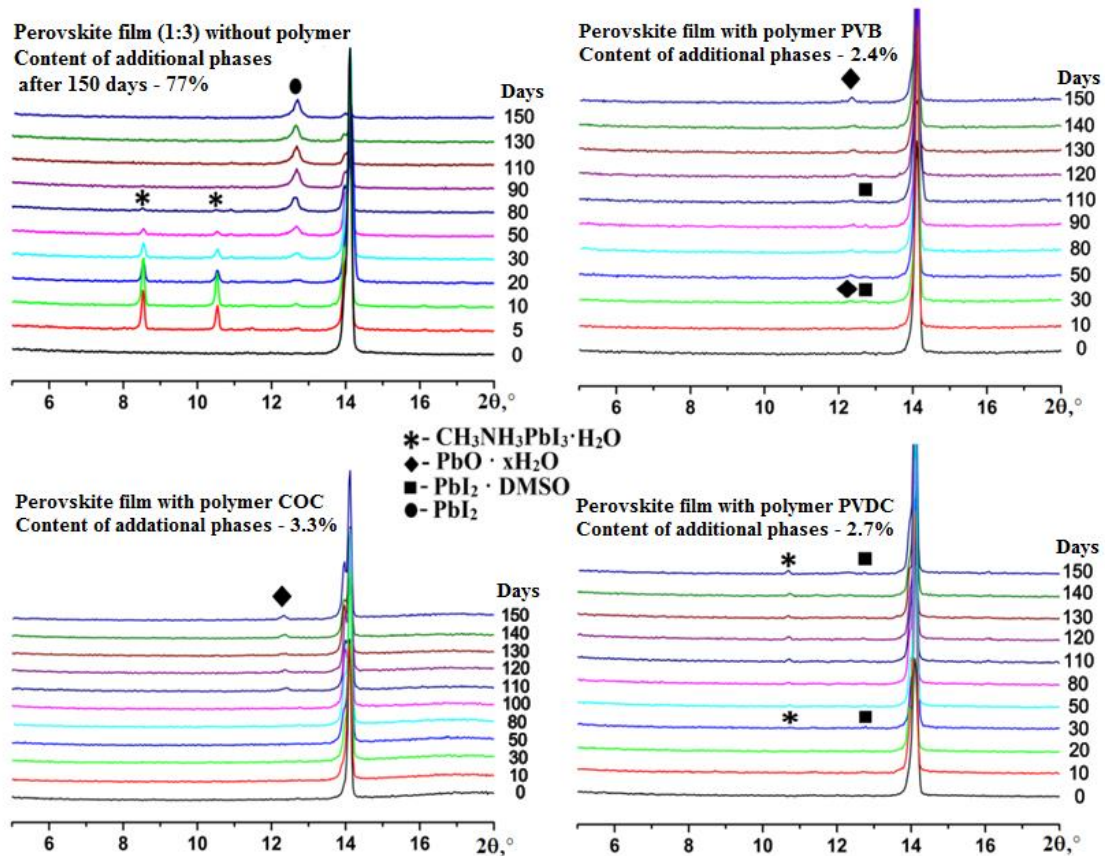 Perovskite film (1:3) without polymer
Content of additional phases
after 150 days - 77%
Days
150
130
110
90
80
50
30
20
10
5
0
* *
6 8 10 12 14 16 18 2θ,°
Perovskite film with polymer PVB
Content of additional phases - 2.4%
Days
150
140
130
120
110
90
80
50
30
10
0
6 8 10 12 14 16 18 2θ,°
*- CH₃NH₃PbI₃·H₂O
◆- PbO · xH₂O
■- PbI₂ · DMSO
●- PbI₂
Perovskite film with polymer COC
Content of addational phases - 3.3%
Days
150
140
130
120
110
100
80
50
30
10
0
6 8 10 12 14 16 18 2θ,°
Perovskite film with polymer PVDC
Content of additional phases - 2.7%
Days
150
140
130
120
110
80
50
30
20
10
0
*
*
6 8 10 12 14 16 18 20 2θ,°